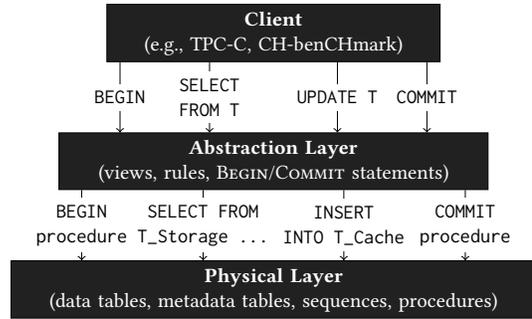 Client
(e.g., TPC-C, CH-benCHmark)
BEGIN
SELECT
FROM T
UPDATE T
COMMIT
Abstraction Layer
(views, rules, BEGIN/COMMIT statements)
BEGIN
procedure
SELECT FROM
T_Storage ...
INSERT
INTO T_Cache
COMMIT
procedure
Physical Layer
(data tables, metadata tables, sequences, procedures)